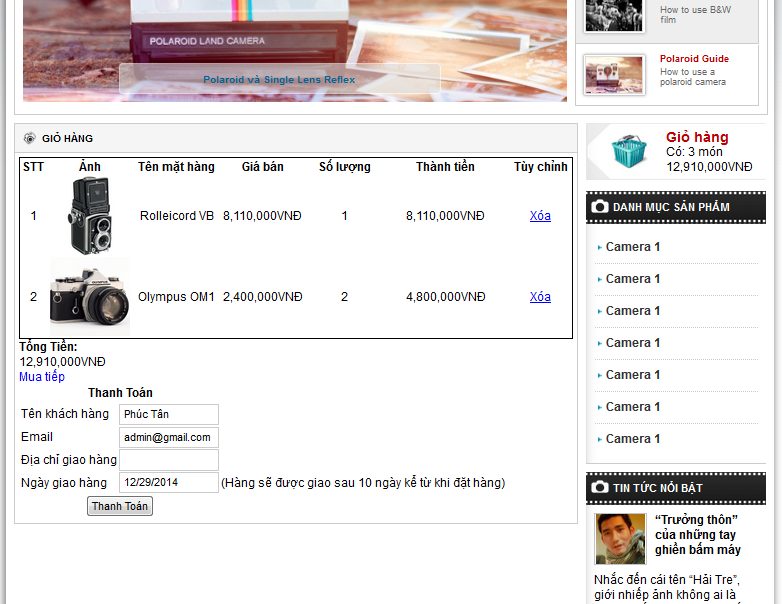 How to use B&W
film
POLAROID LAND CAMERA
Polaroid và Single Lens Reflex
Polaroid Guide
How to use a
polaroid camera
GIỎ HÀNG
STT Ảnh Tên mặt hàng Giá bán Số lượng Thành tiền Tùy chỉnh
1 Rolleicord VB 8,110,000VNĐ 1 8,110,000VNĐ Xóa
OLYMPUS
2 Olympus OM1 2,400,000VNĐ 2 4,800,000VNĐ Xóa
Tổng Tiền:
12,910,000VNĐ
Mua tiếp
Thanh Toán
Tên khách hàng Phúc Tân
Email admin@gmail.com
Địa chỉ giao hàng
Ngày giao hàng 12/29/2014 (Hàng sẽ được giao sau 10 ngày kể từ khi đặt hàng)
Thanh Toán
Giỏ hàng
Có: 3 món
12,910,000VNĐ
DANH MỤC SẢN PHẨM
Camera 1
Camera 1
Camera 1
Camera 1
Camera 1
Camera 1
Camera 1
TIN TỨC NỔI BẬT
“Trưởng thôn”
của những tay
ghiền bấm máy
Nhắc đến cái tên “Hải Tre”,
giới nhiếp ảnh không ai là